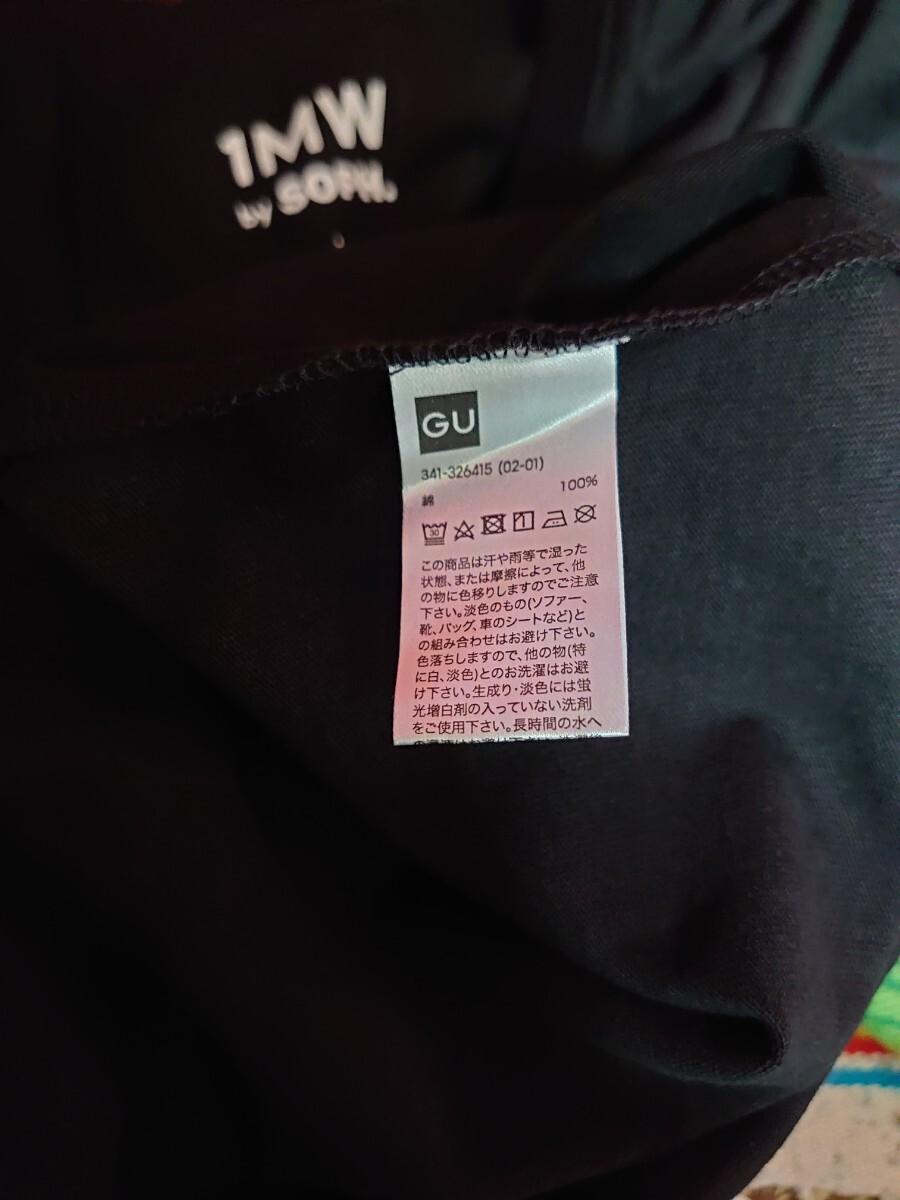 1MW
by SOPH.
L
GU
341-326415 (02-01)
綿 100%
30
この商品は汗や雨等で湿った
状態、または摩擦によって、他
の物に色移りしますのでご注意
下さい。淡色のもの(ソファー、
靴、バッグ、車のシートなど)と
の組み合わせはお避け下さい。
色落ちしますので、他の物(特
に白、淡色)とのお洗濯はお避
け下さい。生成り・淡色には蛍
光増白剤の入っていない洗剤
をご使用下さい。長時間の水へ